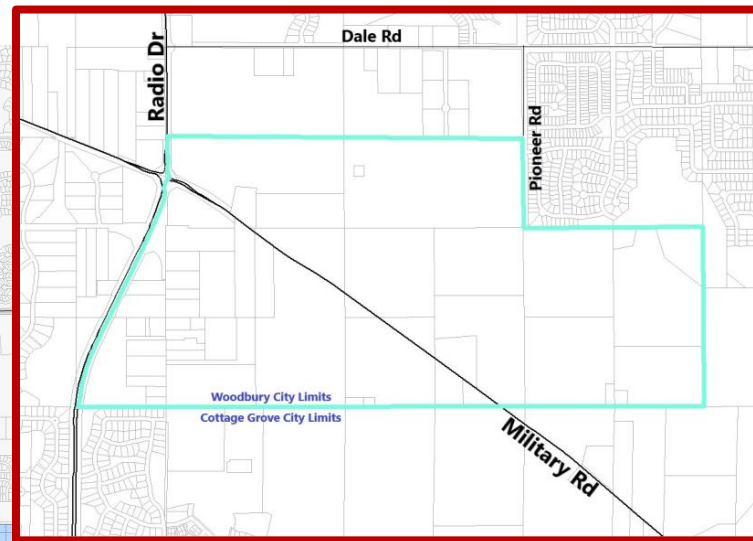 Dale Rd
Radio Dr
Pioneer Rd
Woodbury City Limits
Cottage Grove City Limits
Military Rd